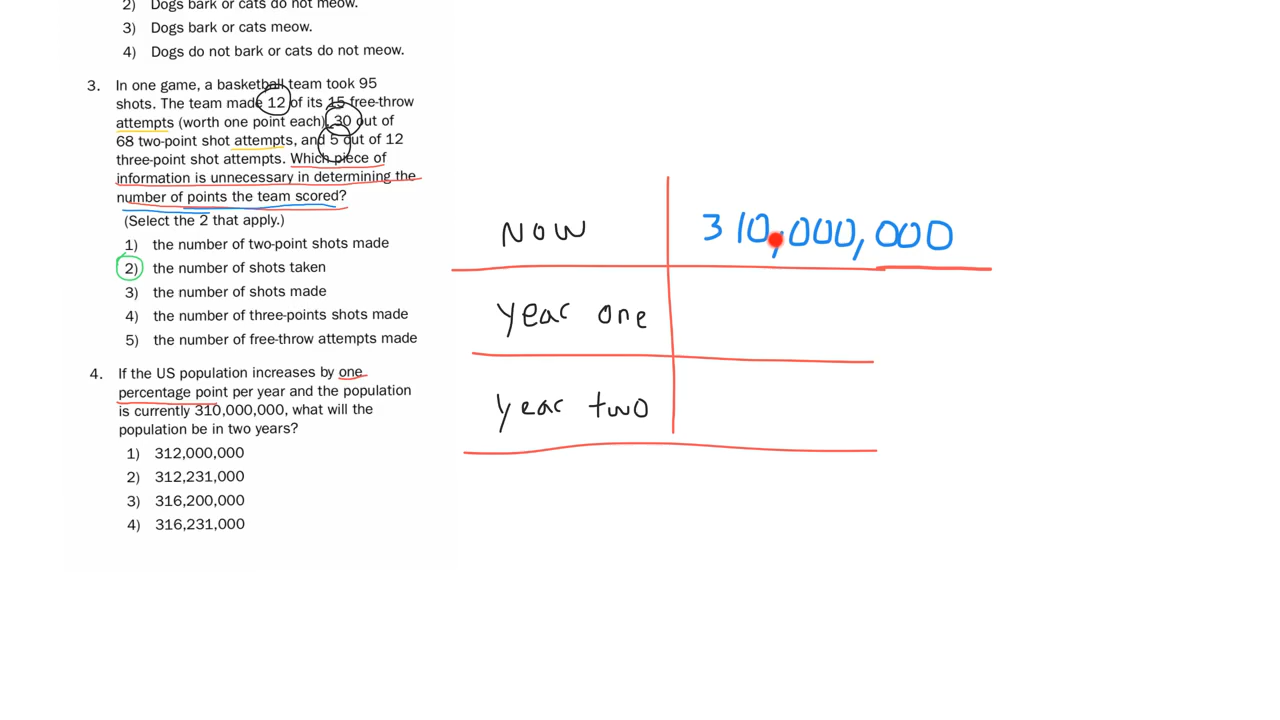 2) Dogs bark or cats do not meow.
3) Dogs bark or cats meow.
4) Dogs do not bark or cats do not meow.
3. In one game, a basketball team took 95
shots. The team made 12 of its 15 free-throw
attempts (worth one point each), 30 out of
68 two-point shot attempts, and 5 out of 12
three-point shot attempts. Which piece of
information is unnecessary in determining the
number of points the team scored?
(Select the 2 that apply.)
1) the number of two-point shots made
2) the number of shots taken
3) the number of shots made
4) the number of three-points shots made
5) the number of free-throw attempts made
4. If the US population increases by one
percentage point per year and the population
is currently 310,000,000, what will the
population be in two years?
1) 312,000,000
2) 312,231,000
3) 316,200,000
4) 316,231,000
NOW 310,000,000
year one
year two